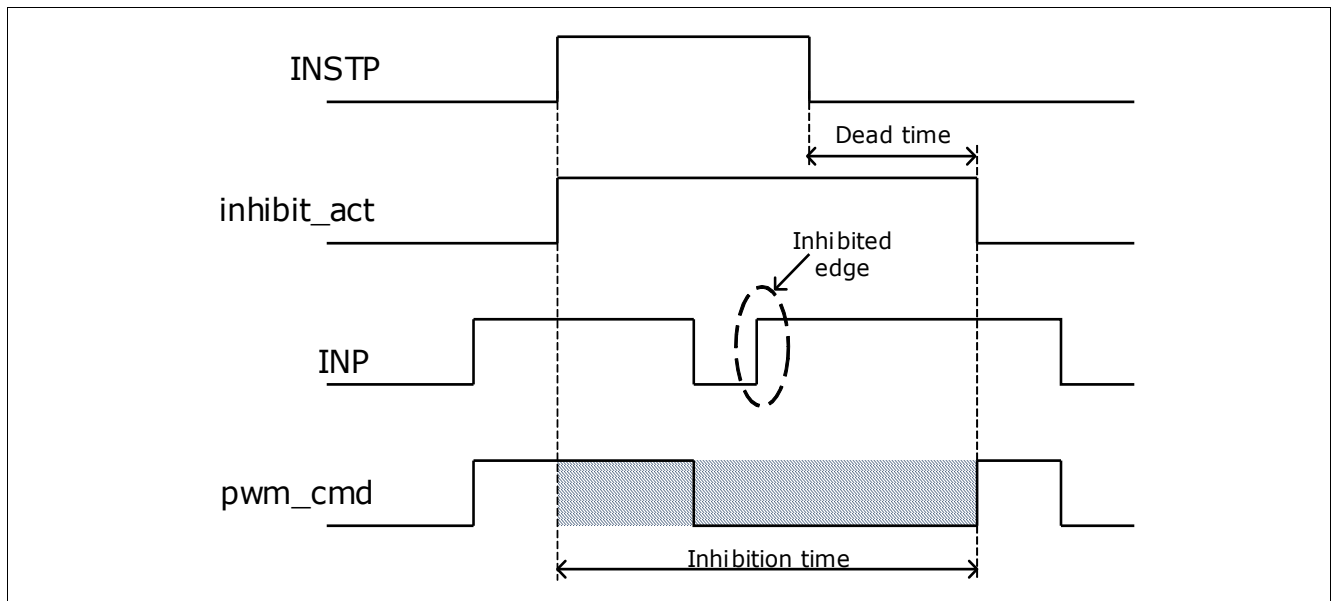 INSTP
Dead time
inhibit_act
Inhibited
edge
INP
pwm_cmd
Inhibition time